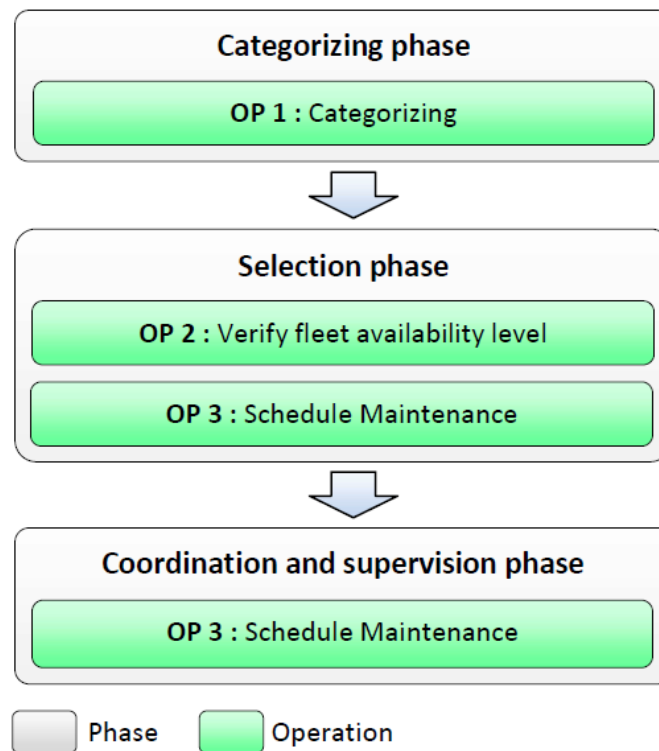 Categorizing phase
OP 1 : Categorizing
Selection phase
OP 2 : Verify fleet availability level
OP 3 : Schedule Maintenance
Coordination and supervision phase
OP 3 : Schedule Maintenance
Phase
Operation